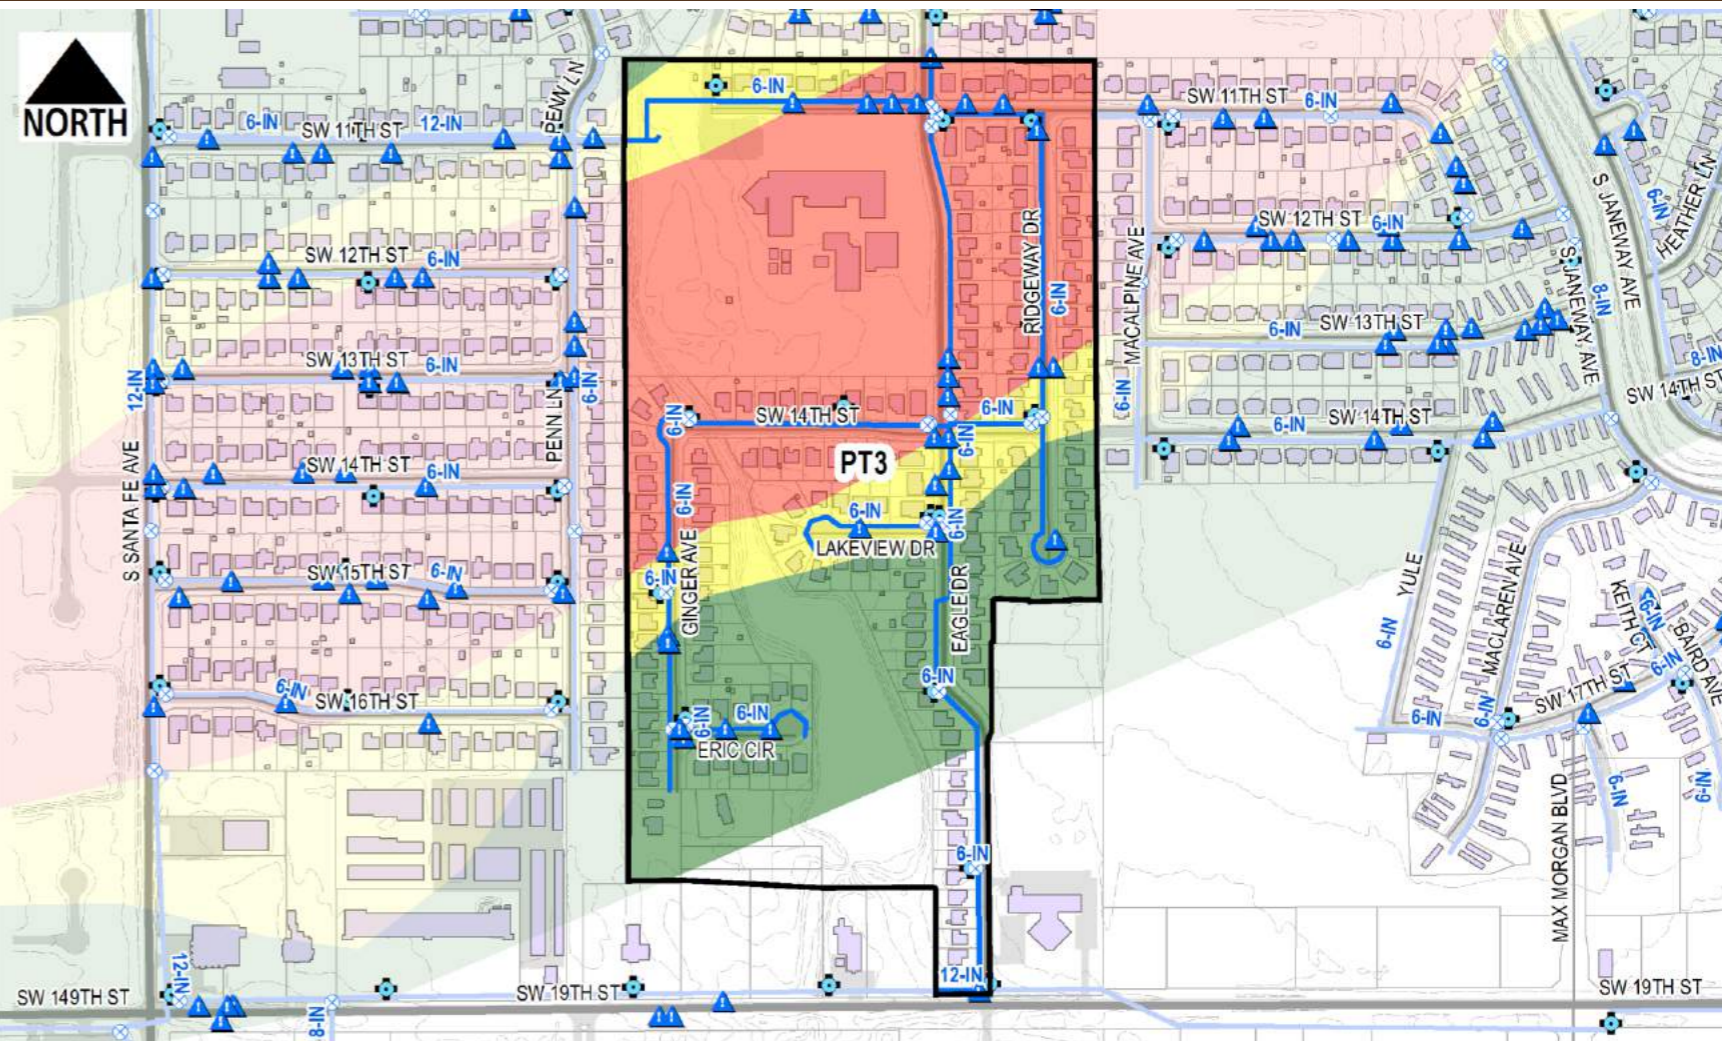 NORTH
6-IN
SW 11TH ST
12-IN
PENN LN
6-IN
SW 11TH ST
6-IN
S JANEWAY AVE
6-IN
HEATHER LN
SW 12TH ST
6-IN
RIDGEWAY DR
6-IN
MACALPINE AVE
SW 12TH ST
6-IN
S JANEWAY AVE
8-IN
SW 13TH ST
6-IN
12-IN
6-IN
PENN LN
6-IN
SW 13TH ST
8-IN
SW 14TH ST
6-IN
SW 14TH ST
6-IN
6-IN
SW 14TH ST
6-IN
PT3
S SANTA FE AVE
SW 14TH ST
6-IN
6-IN
6-IN
6-IN
LAKEVIEW DR
SW 15TH ST
6-IN
6-IN
GINGER AVE
EAGLE DR
YULE
6-IN
MACLAREN AVE
KEITH CT
6-IN
BAIRD AVE
6-IN
6-IN
SW 16TH ST
6-IN
6-IN
6-IN
ERIC CIR
6-IN
6-IN
SW 17TH ST
6-IN
6-IN
MAX MORGAN BLVD
6-IN
12-IN
12-IN
SW 149TH ST
SW 19TH ST
SW 19TH ST
8-IN